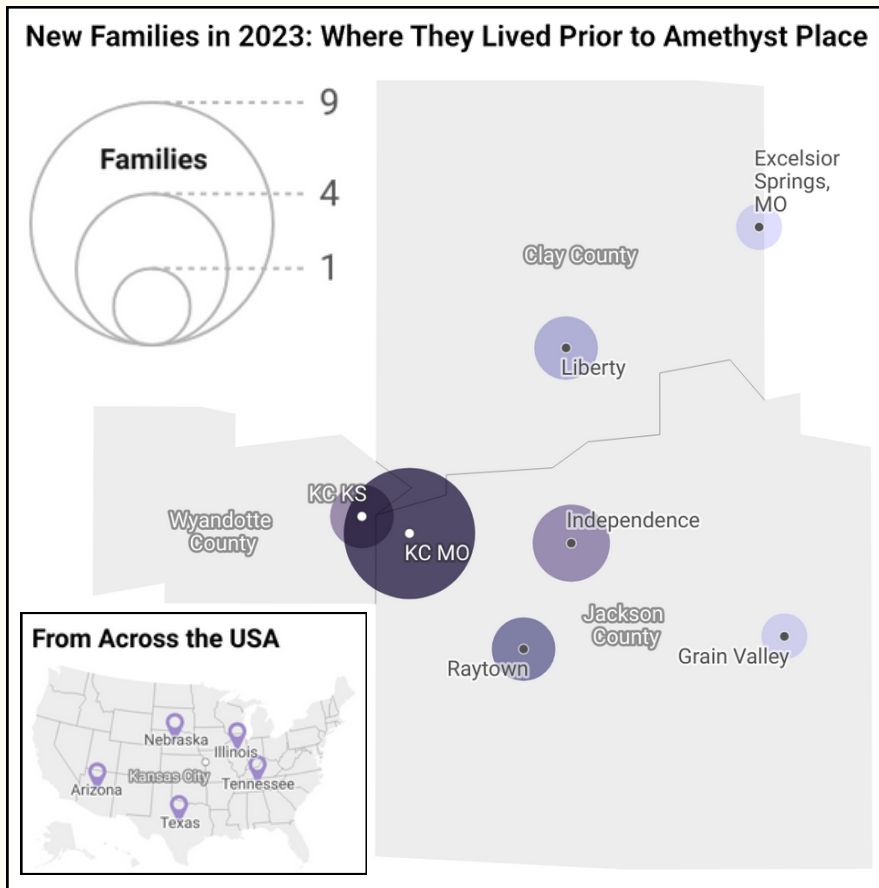 New Families in 2023: Where They Lived Prior to Amethyst Place
9
Families
4
1
Excelsior
Springs,
MO
Clay County
Liberty
KC KS
Wyandotte
County
KC MO
Independence
Jackson
County
Raytown
Grain Valley
From Across the USA
Nebraska
Illinois
Kansas City
Arizona
Tennessee
Texas